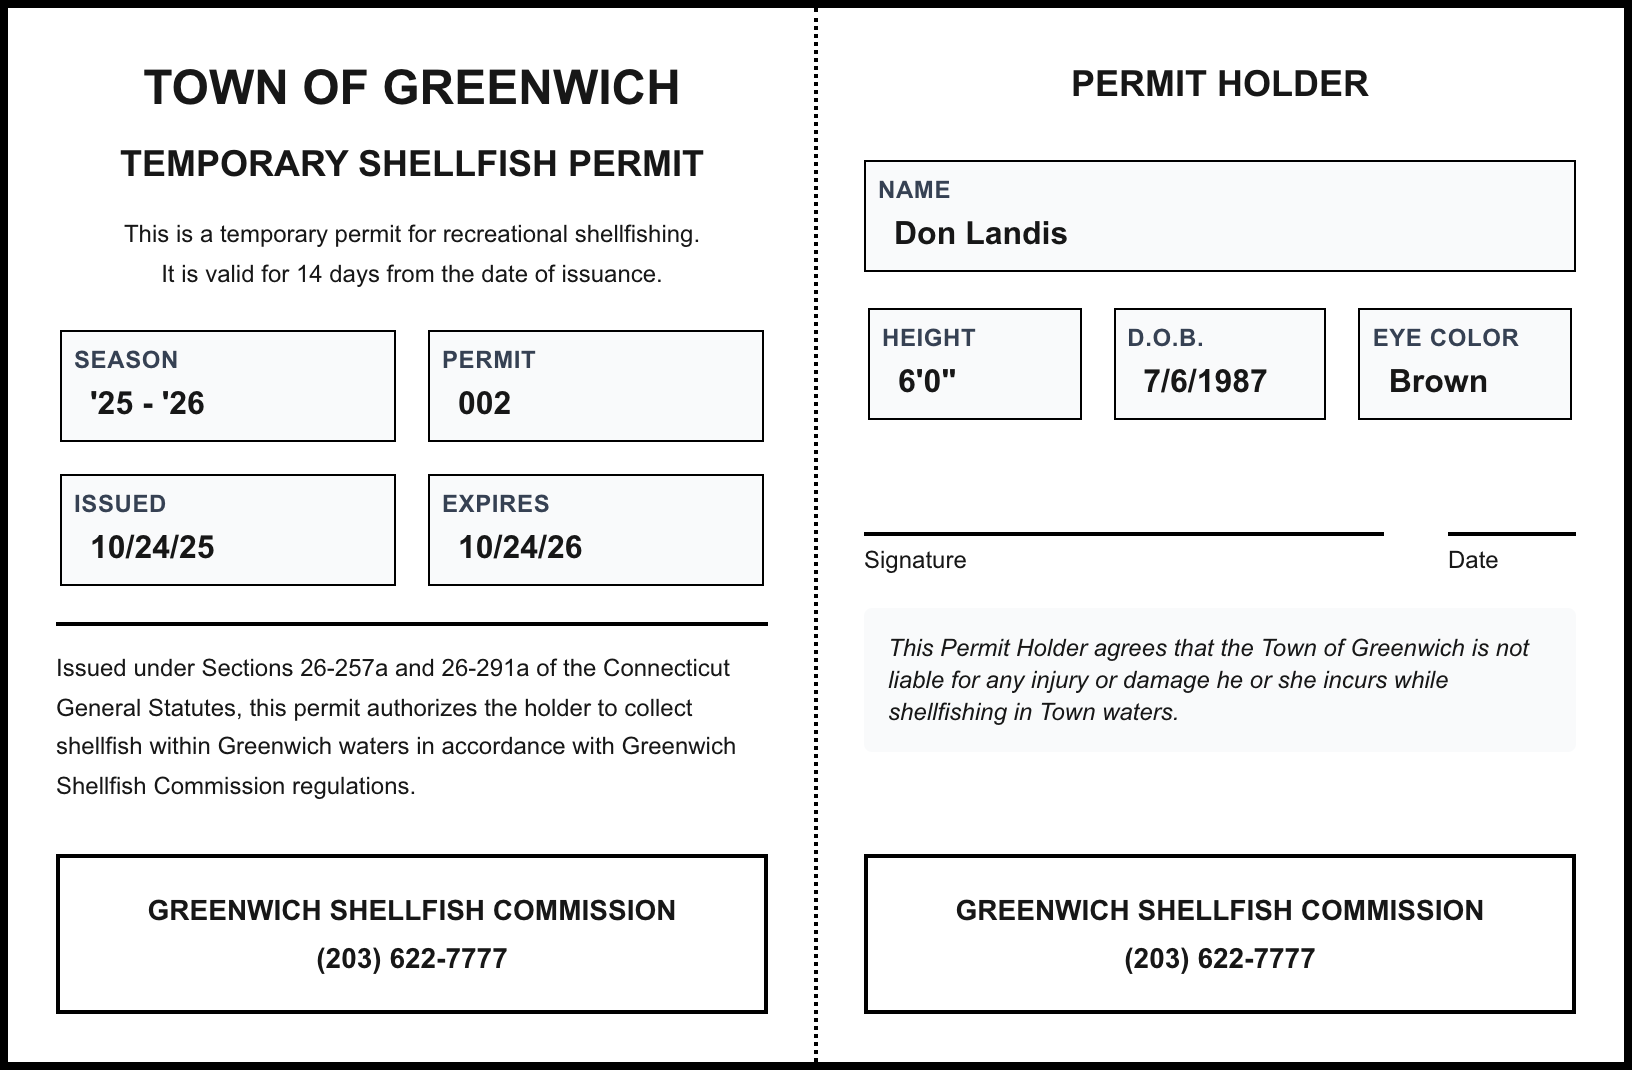 TOWN OF GREENWICH
TEMPORARY SHELLFISH PERMIT
This is a temporary permit for recreational shellfishing.
It is valid for 14 days from the date of issuance.
SEASON
'25 - '26
PERMIT
002
ISSUED
10/24/25
EXPIRES
10/24/26
Issued under Sections 26-257a and 26-291a of the Connecticut
General Statutes, this permit authorizes the holder to collect
shellfish within Greenwich waters in accordance with Greenwich
Shellfish Commission regulations.
GREENWICH SHELLFISH COMMISSION
(203) 622-7777
PERMIT HOLDER
NAME
Don Landis
HEIGHT
6'0"
D.O.B.
7/6/1987
EYE COLOR
Brown
Signature
Date
This Permit Holder agrees that the Town of Greenwich is not
liable for any injury or damage he or she incurs while
shellfishing in Town waters.
GREENWICH SHELLFISH COMMISSION
(203) 622-7777